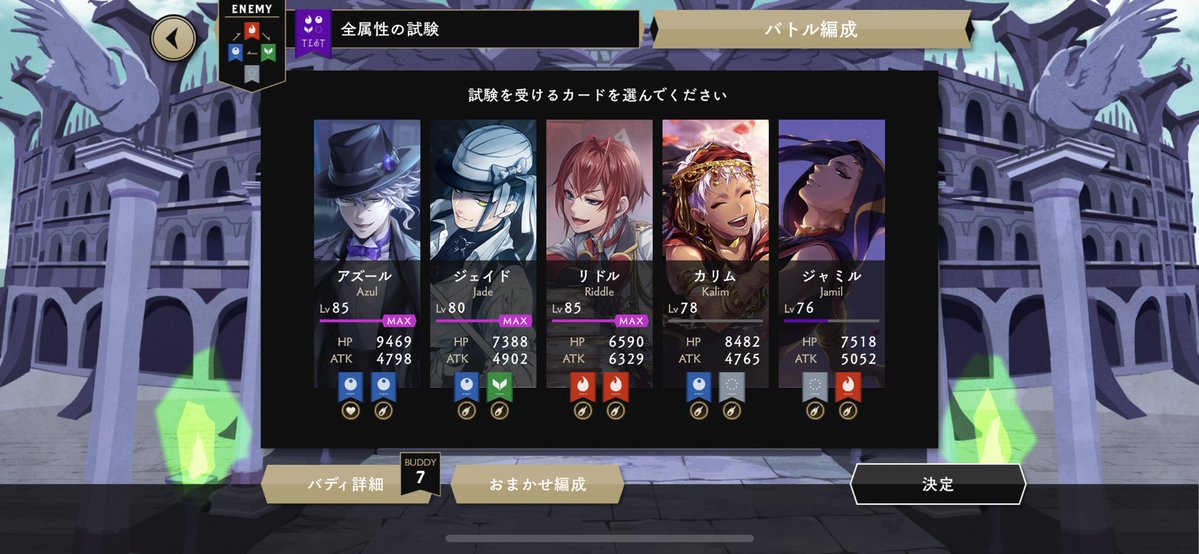 ENEMY
TEST
全属性の試験
バトル編成
試験を受けるカードを選んでください
アズール
Azul
Lv 85
MAX
HP 9469
ATK 4798
ジェイド
Jade
Lv 80
MAX
HP 7388
ATK 4902
リドル
Riddle
Lv 85
MAX
HP 6590
ATK 6329
カリム
Kalim
Lv 78
HP 8482
ATK 4765
ジャミル
Jamil
Lv 76
HP 7518
ATK 5052
バディ詳細
BUDDY
7
おまかせ編成
決定